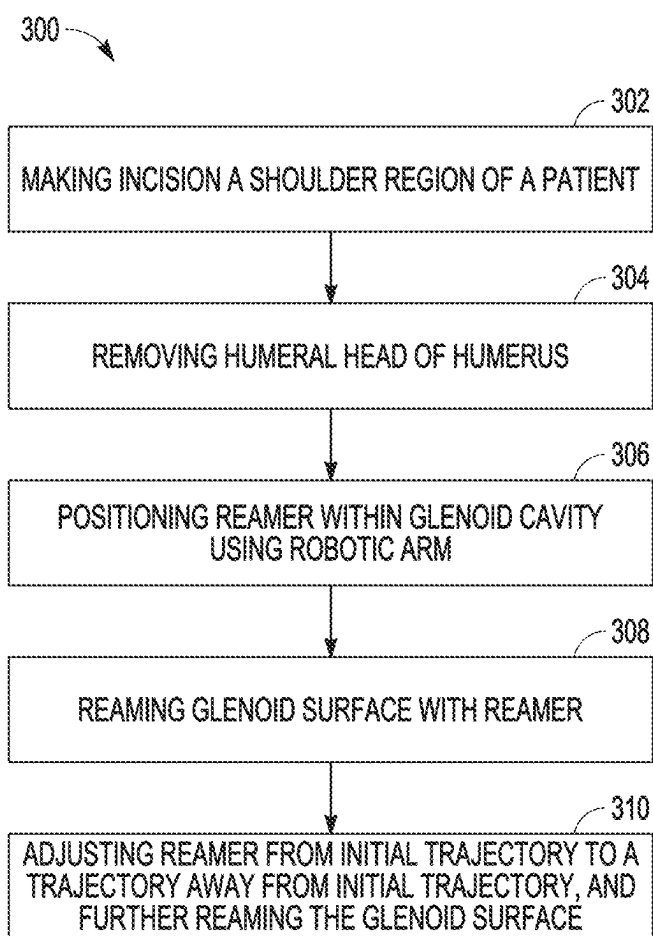 300
302
MAKING INCISION A SHOULDER REGION OF A PATIENT
304
REMOVING HUMERAL HEAD OF HUMERUS
306
POSITIONING REAMER WITHIN GLENOID CAVITY
USING ROBOTIC ARM
308
REAMING GLENOID SURFACE WITH REAMER
310
ADJUSTING REAMER FROM INITIAL TRAJECTORY TO A
TRAJECTORY AWAY FROM INITIAL TRAJECTORY, AND
FURTHER REAMING THE GLENOID SURFACE